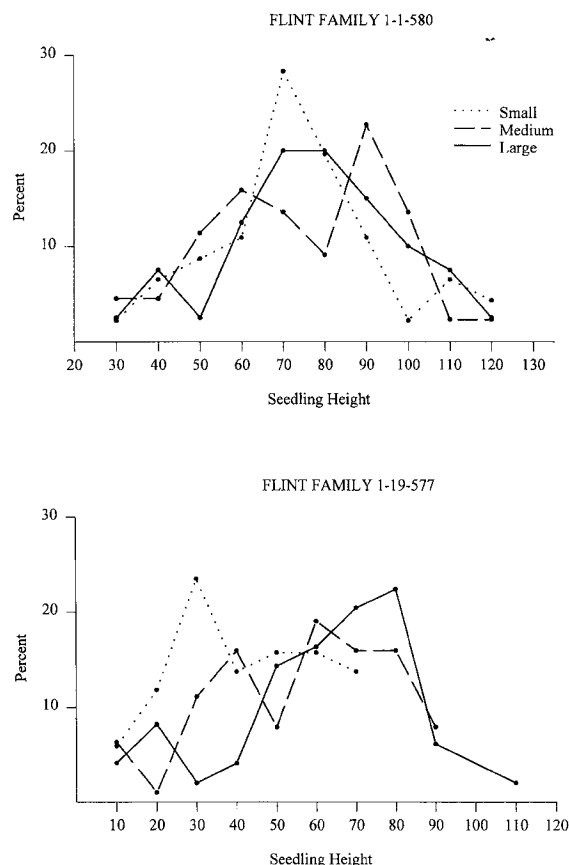 FLINT FAMILY 1-1-580
30
20
10
Percent
Small
Medium
Large
20 30 40 50 60 70 80 90 100 110 120
Seedling Height
FLINT FAMILY 1-19-577
30
20
10
Percent
10 20 30 40 50 60 70 80 90 100 110 120
Seedling Height